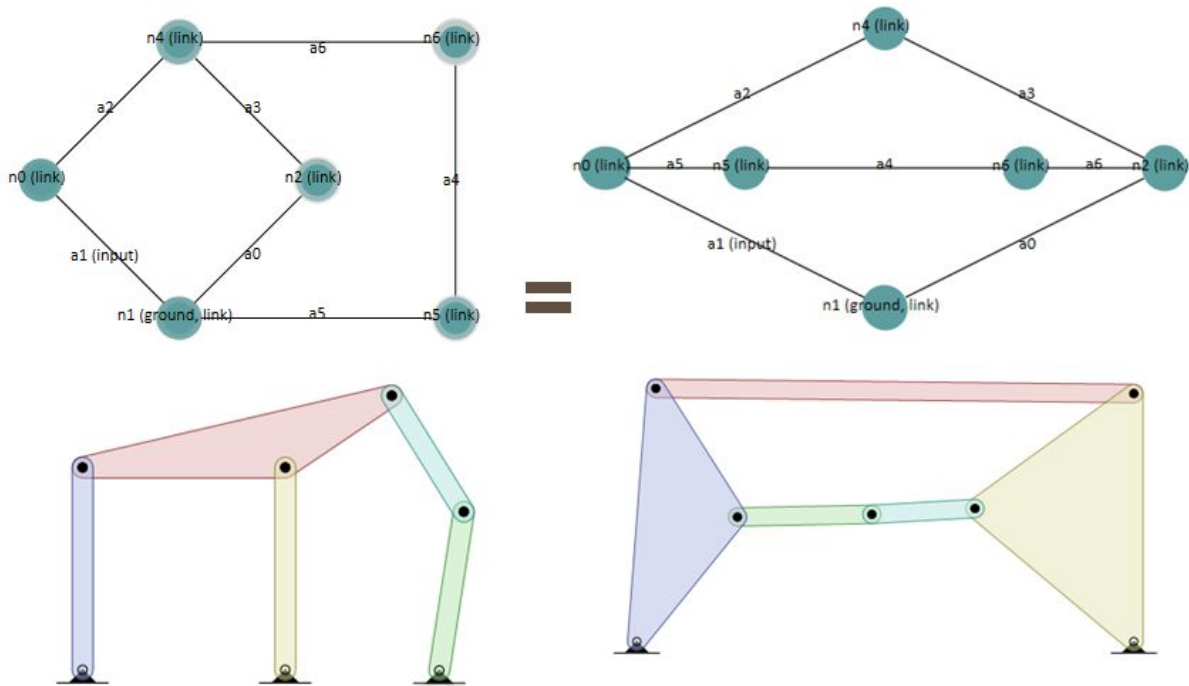 n4 (link)
n6 (link)
a6
a2
a3
n0 (link)
n2 (link)
a4
a1 (input)
a0
n1 (ground, link)
a5
n5 (link)
n4 (link)
a2
a3
n0 (link)
a5
n5 (link)
a4
n6 (link)
a6
n2 (link)
a1 (input)
a0
n1 (ground, link)